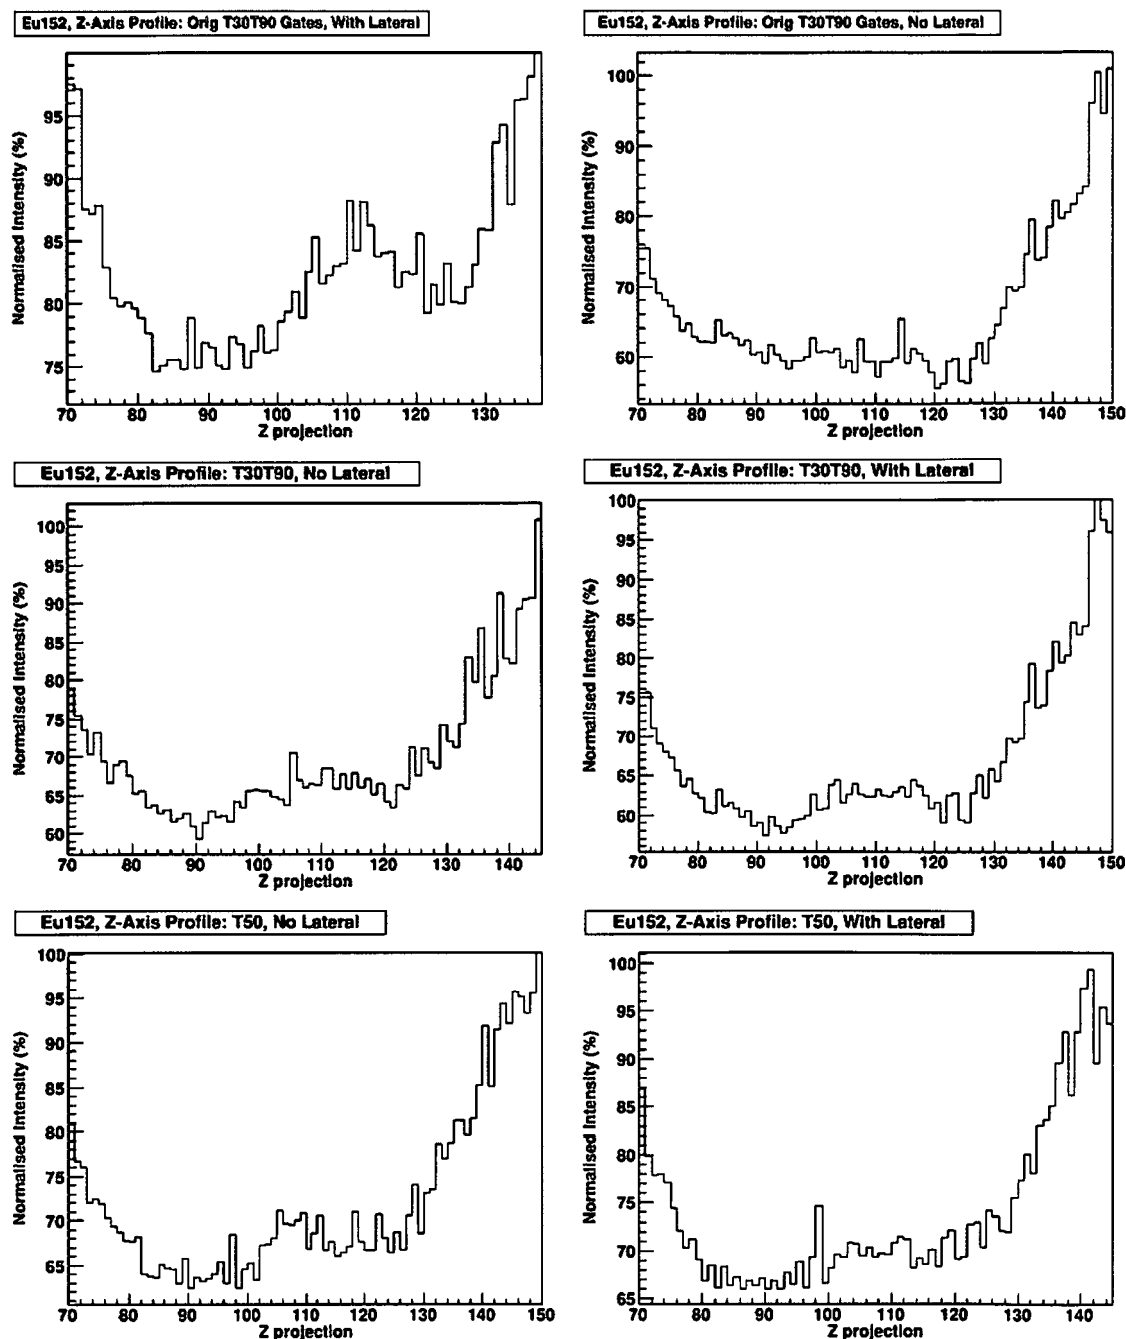 Eu152, Z-Axis Profile: Orig T30T90 Gates, With Lateral
Normalised Intensity (%)
95
90
85
80
75
70 80 90 100 110 120 130
Z projection
Eu152, Z-Axis Profile: Orig T30T90 Gates, No Lateral
Normalised Intensity (%)
100
90
80
70
60
70 80 90 100 110 120 130 140 150
Z projection
Eu152, Z-Axis Profile: T30T90, No Lateral
Normalised Intensity (%)
100
95
90
85
80
75
70
65
60
70 80 90 100 110 120 130 140
Z projection
Eu152, Z-Axis Profile: T30T90, With Lateral
Normalised Intensity (%)
100
95
90
85
80
75
70
65
60
70 80 90 100 110 120 130 140 150
Z projection
Eu152, Z-Axis Profile: T50, No Lateral
Normalised Intensity (%)
100
95
90
85
80
75
70
65
70 80 90 100 110 120 130 140 150
Z projection
Eu152, Z-Axis Profile: T50, With Lateral
Normalised Intensity (%)
100
95
90
85
80
75
70
65
70 80 90 100 110 120 130 140
Z projection